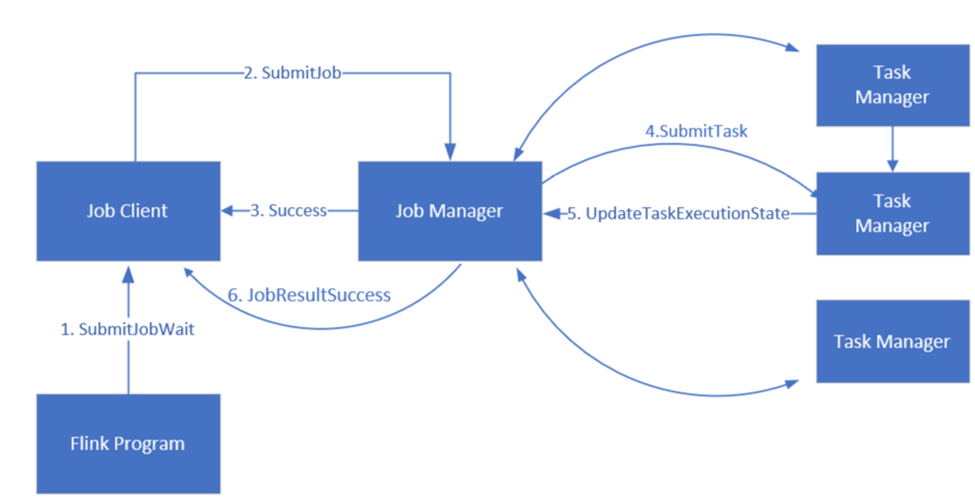 2. SubmitJob
Task
Manager
4.SubmitTask
Job Client
3. Success
Job Manager
5. UpdateTaskExecutionState
Task
Manager
6. JobResultSuccess
1. SubmitJobWait
Task Manager
Flink Program